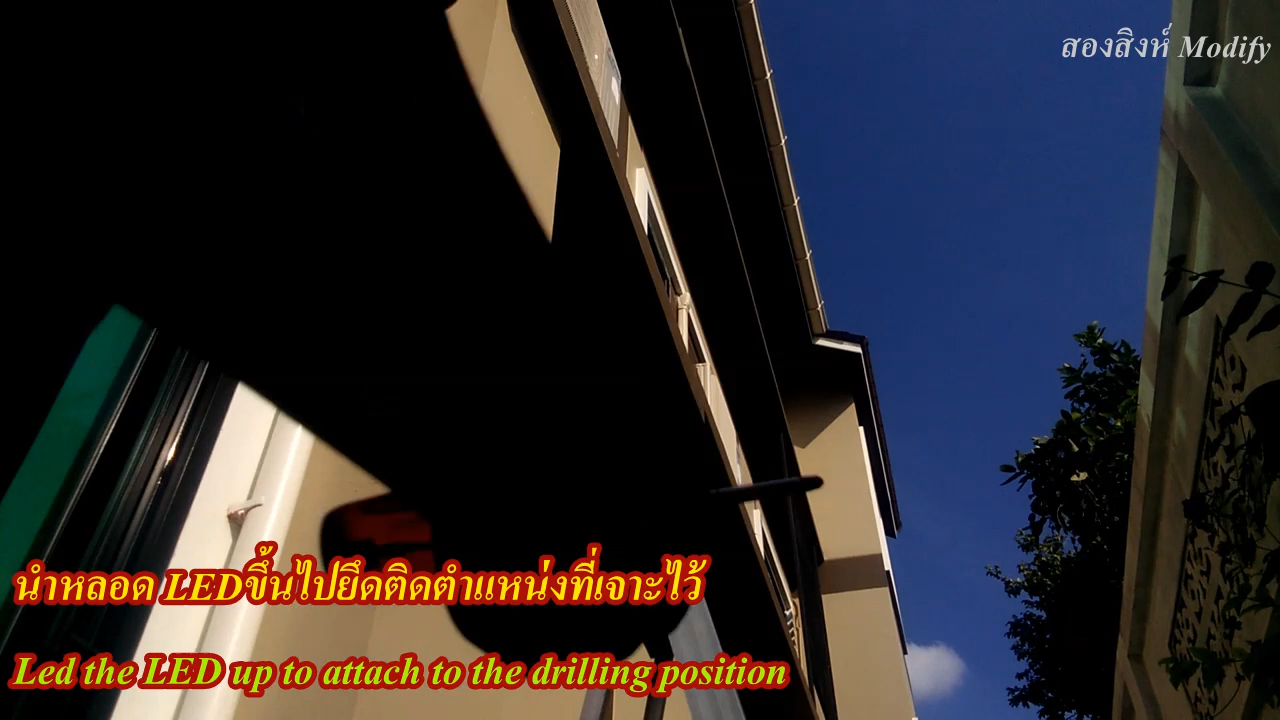 สองสิงห์ Modify
นำหลอด LEDขึ้นไปยึดติดตำแหน่งที่เจาะไว้
Led the LED up to attach to the drilling position